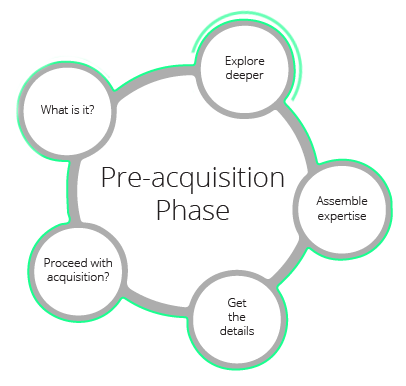 Explore
deeper
What is it?
Pre-acquisition
Phase
Assemble
expertise
Proceed with
acquisition?
Get
the
details